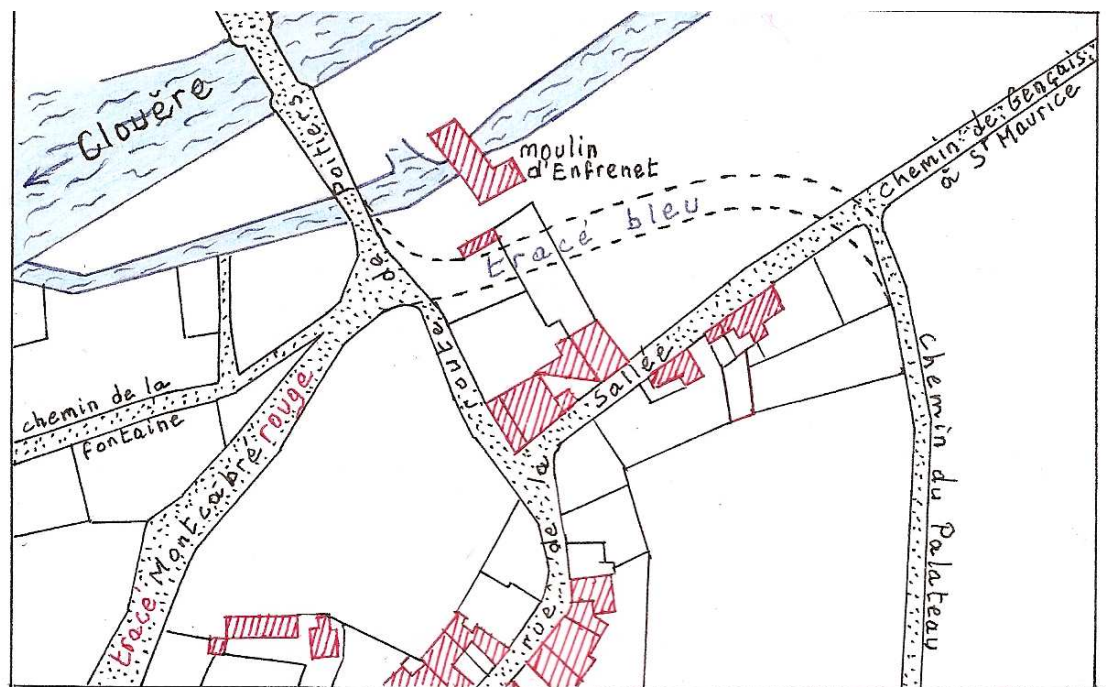 Clouère
route de Poitiers
moulin
d'Enfrenet
chemin de Gençais
à St Maurice
tracé bleu
rue de la Sallée
chemin de la
fontaine
tracé Montcabré rouge
chemin du Palateau